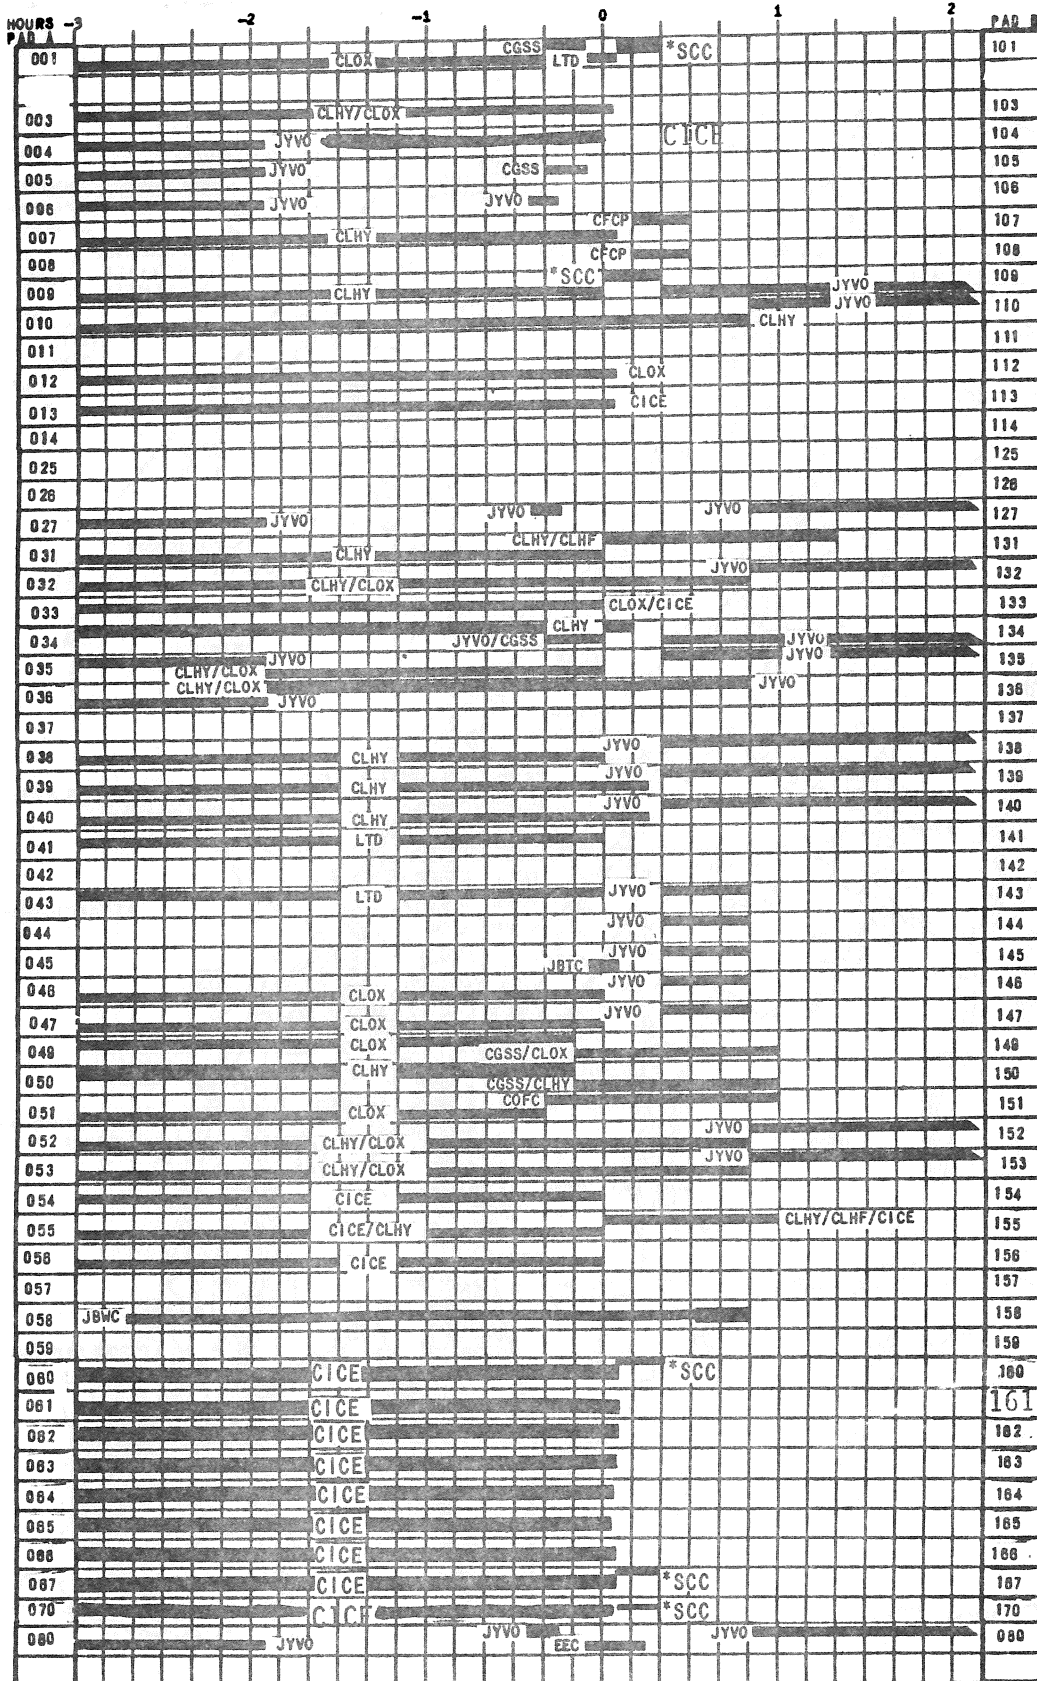 HOURS -3 -2 -1 0 1 2
PAD A PAD
CGSS *SCC 101
001 CLOX LTD
103
003 CLHY/CLOX
JYVO CICE 104
004
JYVO CGSS 105
005
106
006 JYVO JYVO
CFCP 107
007 CLHY
CFCP 108
008
*SCC 109
009 CLHY JYVO
JYVO 110
010 CLHY
111
011
CLOX 112
012
CICE 113
013
014 114
025 125
026 126
JYVO JYVO 127
027 JYVO
CLHY/CLHF 131
031 CLHY
JYVO 132
032 CLHY/CLOX
033 CLOX/CICE 133
CLHY 134
034 JYVO/CGSS JYVO
JYVO JYVO 135
035 CLHY/CLOX
CLHY/CLOX JYVO 136
036 JYVO
037 137
JYVO 138
038 CLHY
JYVO 139
039 CLHY
JYVO 140
040 CLHY
041 LTD 141
042 142
043 LTD JYVO 143
044 JYVO 144
JYVO 145
045 JBTC
JYVO 146
046 CLOX
JYVO 147
047 CLOX
049 CLOX CGSS/CLOX 149
CLHY 150
050 CGSS/CLHY
COFC 151
051 CLOX
JYVO 152
052 CLHY/CLOX
JYVO 153
053 CLHY/CLOX
054 CICE 154
CLHY/CLHF/CICE 155
055 CICE/CLHY
056 CICE 156
057 157
058 JBWC 158
059 159
060 CICE *SCC 160
061 CICE 161
062 CICE 162
063 CICE 163
064 CICE 164
065 CICE 165
066 CICE 166
067 CICE *SCC 167
070 CICE *SCC 170
JYVO JYVO 080
080 JYVO EEC